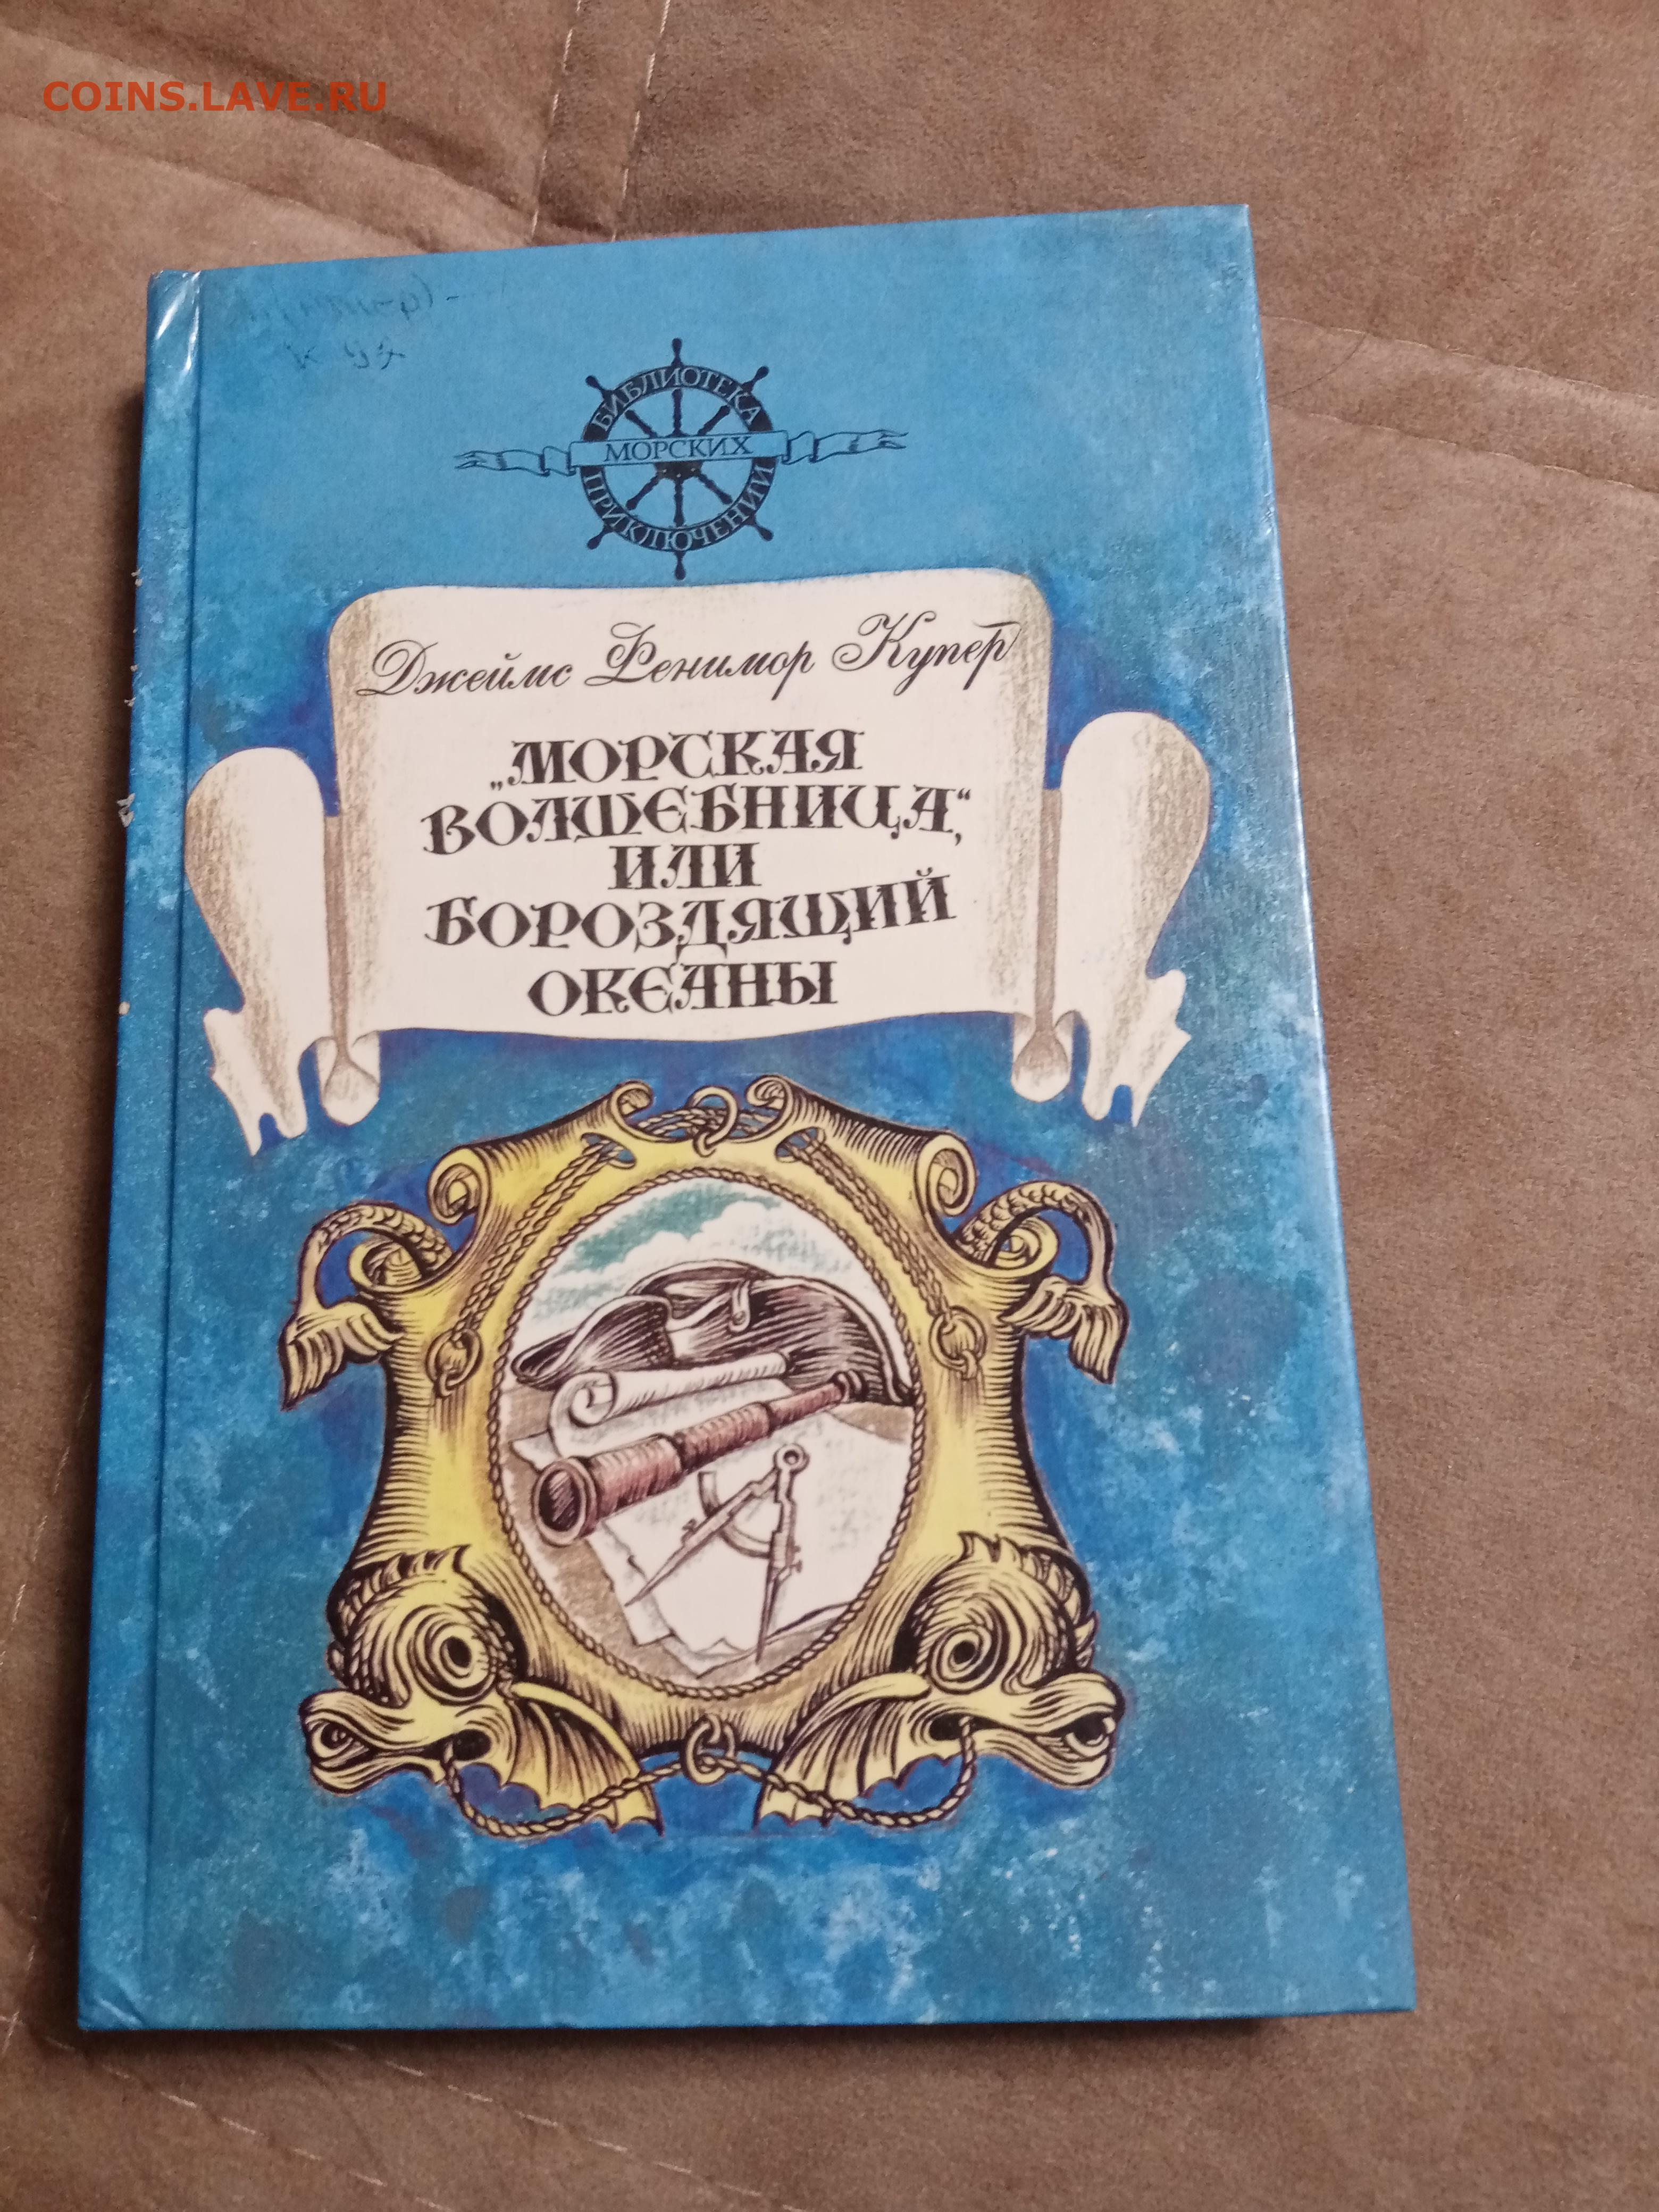 COINS.LAVE.RU
БИБЛИОТЕКА
МОРСКИХ
ПРИКЛЮЧЕНИЙ
Джеймс Фенимор Купер
„МОРСКАЯ
ВОЛШЕБНИЦА“,
ИЛИ
БОРОЗДЯЩИЙ
ОКЕАНЫ